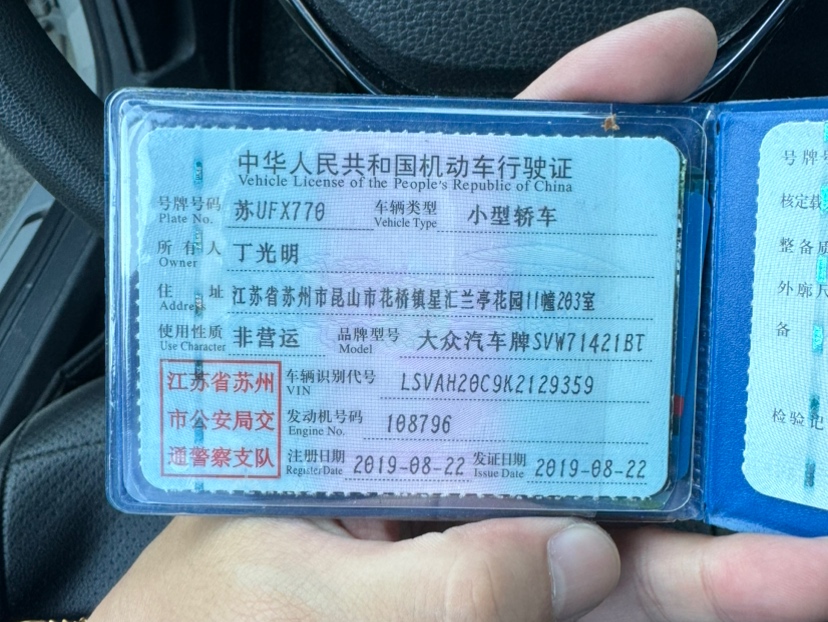 中华人民共和国机动车行驶证
Vehicle License of the People's Republic of China
号牌号码 苏UFX770 车辆类型 小型轿车
Plate No. Vehicle Type
所有人 丁光明
Owner
住址 江苏省苏州市昆山市花桥镇星汇兰亭花园11幢203室
Address
使用性质 非营运 品牌型号 大众汽车牌SVW71421BT
Use Character Model
江苏省苏州 车辆识别代号 LSVAH20C9K2129359
VIN
市公安局交 发动机号码 108796
Engine No.
通警察支队 注册日期 2019-08-22 发证日期 2019-08-22
Register Date Issue Date
号牌号
核定载
整备质
外廓尺
备
检验记